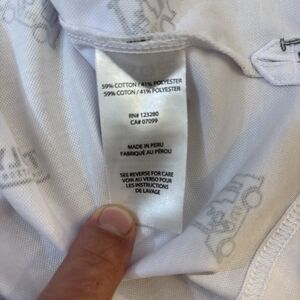 59% COTTON / 41% POLYESTER
59% COTON / 41% POLYESTER
RN# 123280
CA# 07099
MADE IN PERU
FABRIQUÉ AU PÉROU
SEE REVERSE FOR CARE
VOIR AU VERSO POUR
LES INSTRUCTIONS
DE LAVAGE